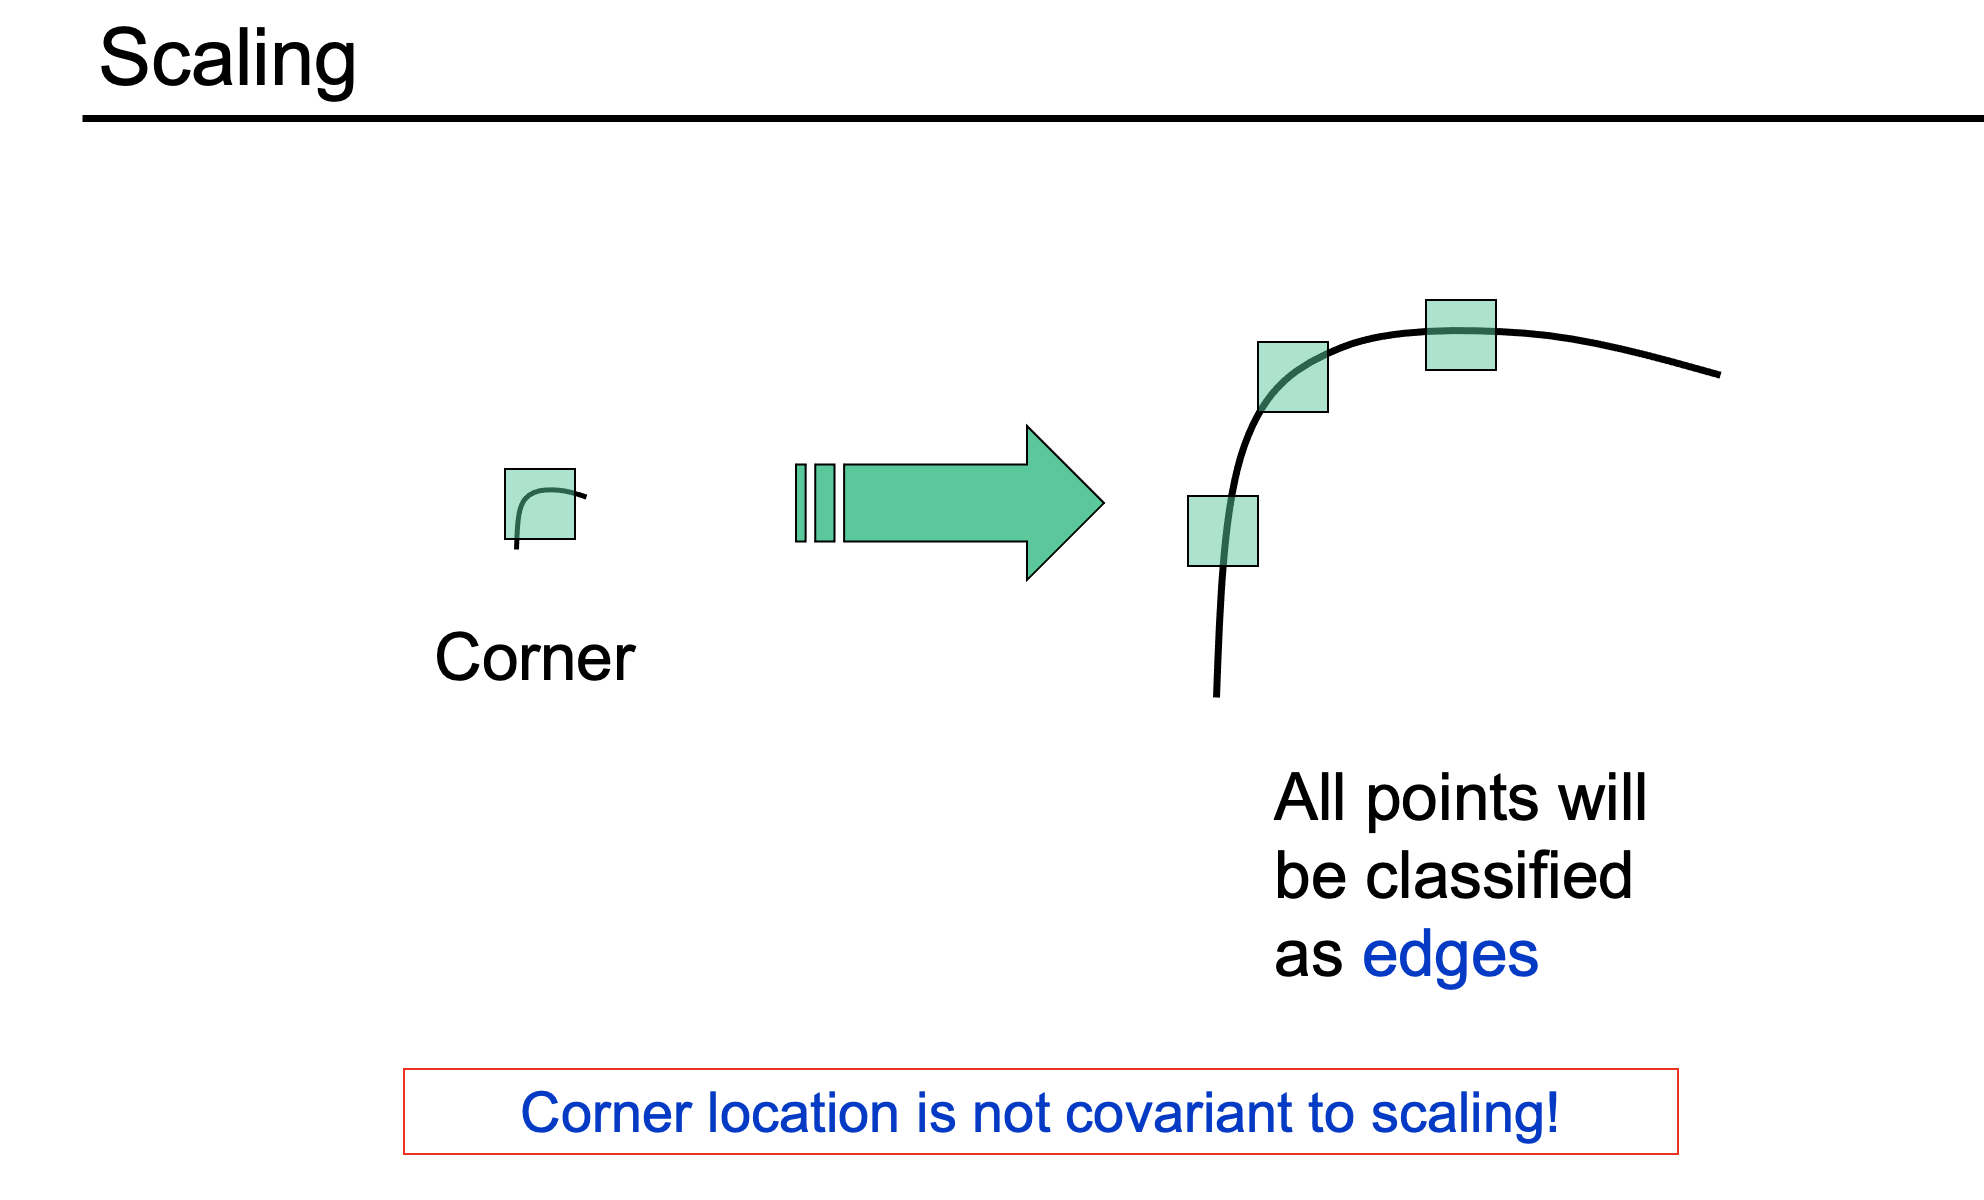 Scaling
Corner
All points will
be classified
as edges
Corner location is not covariant to scaling!